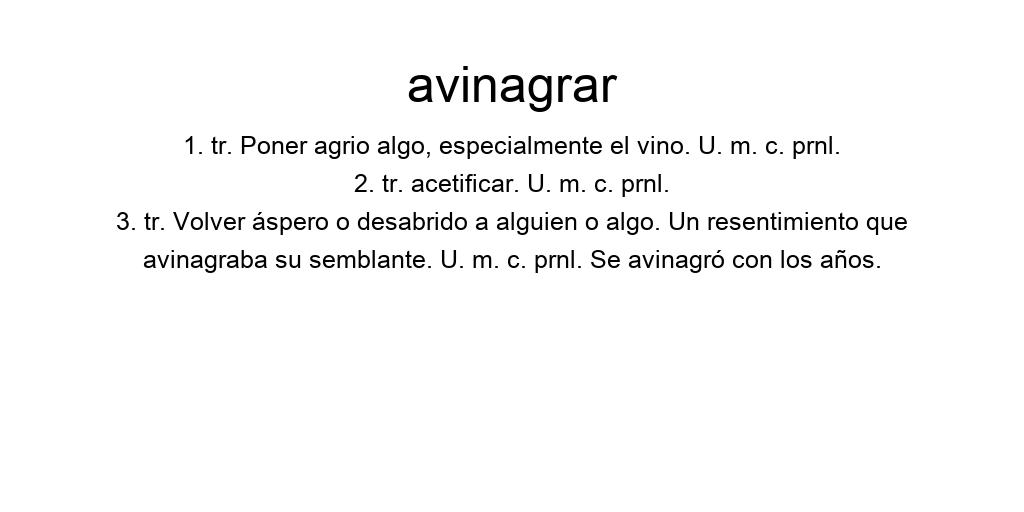 avinagrar
1. tr. Poner agrio algo, especialmente el vino. U. m. c. prnl.
2. tr. acetificar. U. m. c. prnl.
3. tr. Volver áspero o desabrido a alguien o algo. Un resentimiento que
avinagraba su semblante. U. m. c. prnl. Se avinagró con los años.